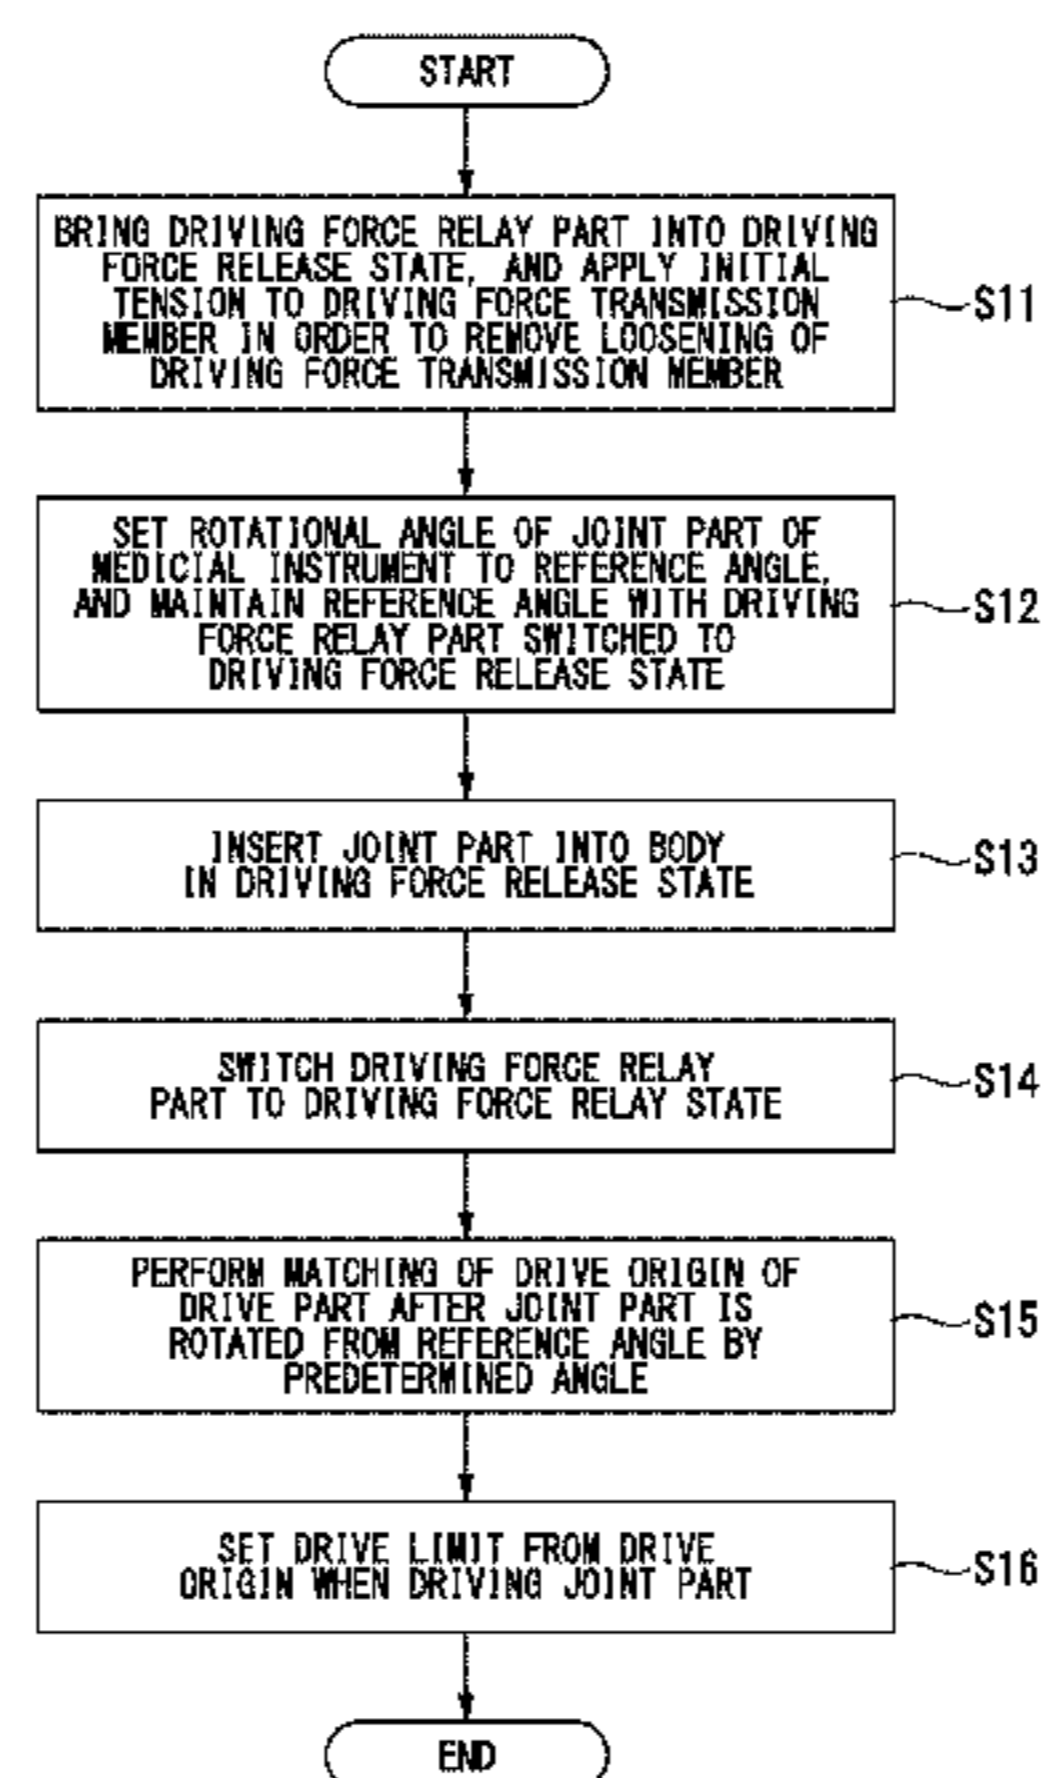 START
BRING DRIVING FORCE RELAY PART INTO DRIVING
FORCE RELEASE STATE, AND APPLY INITIAL
TENSION TO DRIVING FORCE TRANSMISSION
MEMBER IN ORDER TO REMOVE LOOSENING OF
DRIVING FORCE TRANSMISSION MEMBER
S11
SET ROTATIONAL ANGLE OF JOINT PART OF
MEDICIAL INSTRUMENT TO REFERENCE ANGLE,
AND MAINTAIN REFERENCE ANGLE WITH DRIVING
FORCE RELAY PART SWITCHED TO
DRIVING FORCE RELEASE STATE
S12
INSERT JOINT PART INTO BODY
IN DRIVING FORCE RELEASE STATE
S13
SWITCH DRIVING FORCE RELAY
PART TO DRIVING FORCE RELAY STATE
S14
PERFORM MATCHING OF DRIVE ORIGIN OF
DRIVE PART AFTER JOINT PART IS
ROTATED FROM REFERENCE ANGLE BY
PREDETERMINED ANGLE
S15
SET DRIVE LIMIT FROM DRIVE
ORIGIN WHEN DRIVING JOINT PART
S16
END